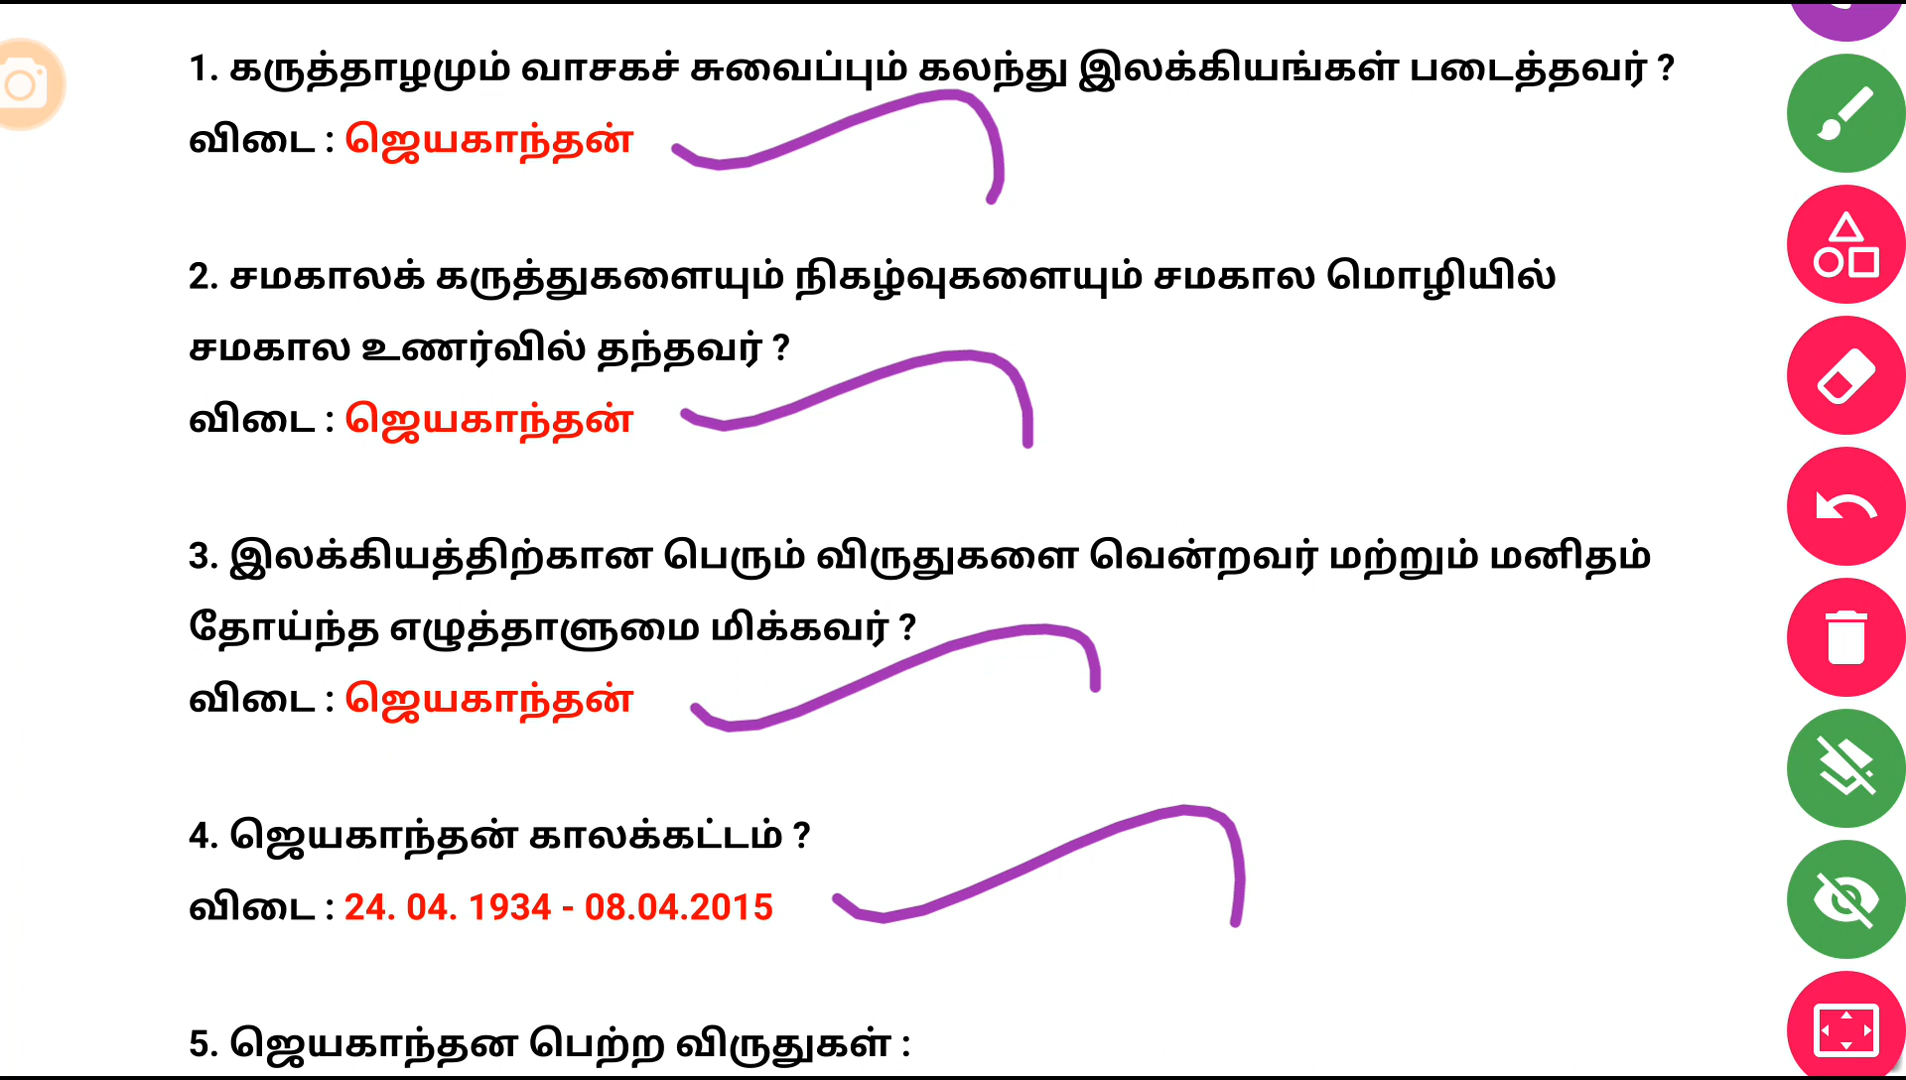 1. கருத்தாழமும் வாசகச் சுவைப்பும் கலந்து இலக்கியங்கள் படைத்தவர் ?
விடை : ஜெயகாந்தன்
2. சமகாலக் கருத்துகளையும் நிகழ்வுகளையும் சமகால மொழியில்
சமகால உணர்வில் தந்தவர் ?
விடை : ஜெயகாந்தன்
3. இலக்கியத்திற்கான பெரும் விருதுகளை வென்றவர் மற்றும் மனிதம்
தோய்ந்த எழுத்தாளுமை மிக்கவர் ?
விடை : ஜெயகாந்தன்
4. ஜெயகாந்தன் காலக்கட்டம் ?
விடை : 24. 04. 1934 - 08.04.2015
5. ஜெயகாந்தன பெற்ற விருதுகள் :